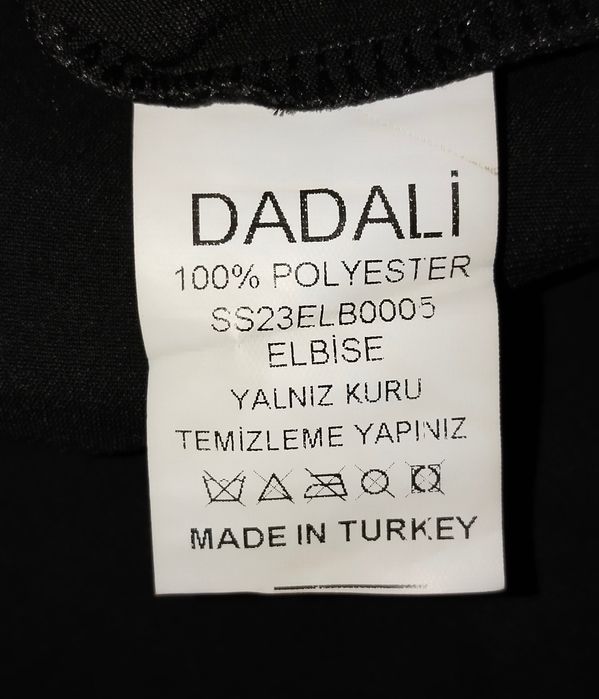 DADALİ
100% POLYESTER
SS23ELB0005
ELBİSE
YALNIZ KURU
TEMİZLEME YAPINIZ
MADE IN TURKEY